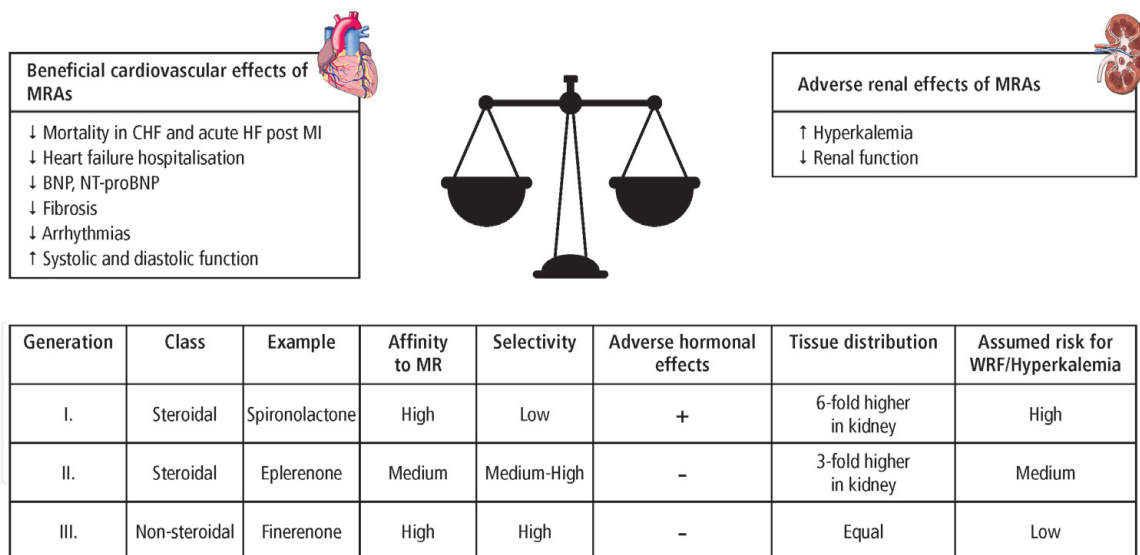 Beneficial cardiovascular effects of
MRAs
↓ Mortality in CHF and acute HF post MI
↓ Heart failure hospitalisation
↓ BNP, NT-proBNP
↓ Fibrosis
↓ Arrhythmias
↑ Systolic and diastolic function
Adverse renal effects of MRAs
↑ Hyperkalemia
↓ Renal function
Generation Class Example Affinity to MR Selectivity Adverse hormonal effects Tissue distribution Assumed risk for WRF/Hyperkalemia
I. Steroidal Spironolactone High Low + 6-fold higher in kidney High
II. Steroidal Eplerenone Medium Medium-High – 3-fold higher in kidney Medium
III. Non-steroidal Finerenone High High – Equal Low